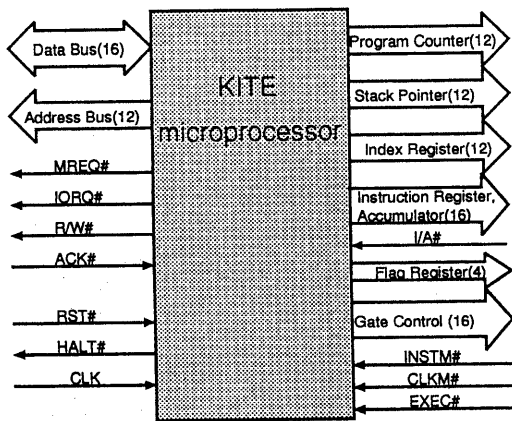 Data Bus(16)
Address Bus(12)
MREQ#
IORQ#
R/W#
ACK#
RST#
HALT#
CLK
KITE
microprocessor
Program Counter(12)
Stack Pointer(12)
Index Register(12)
Instruction Register,
Accumulator(16)
I/A#
Flag Register(4)
Gate Control (16)
INSTM#
CLKM#
EXEC#